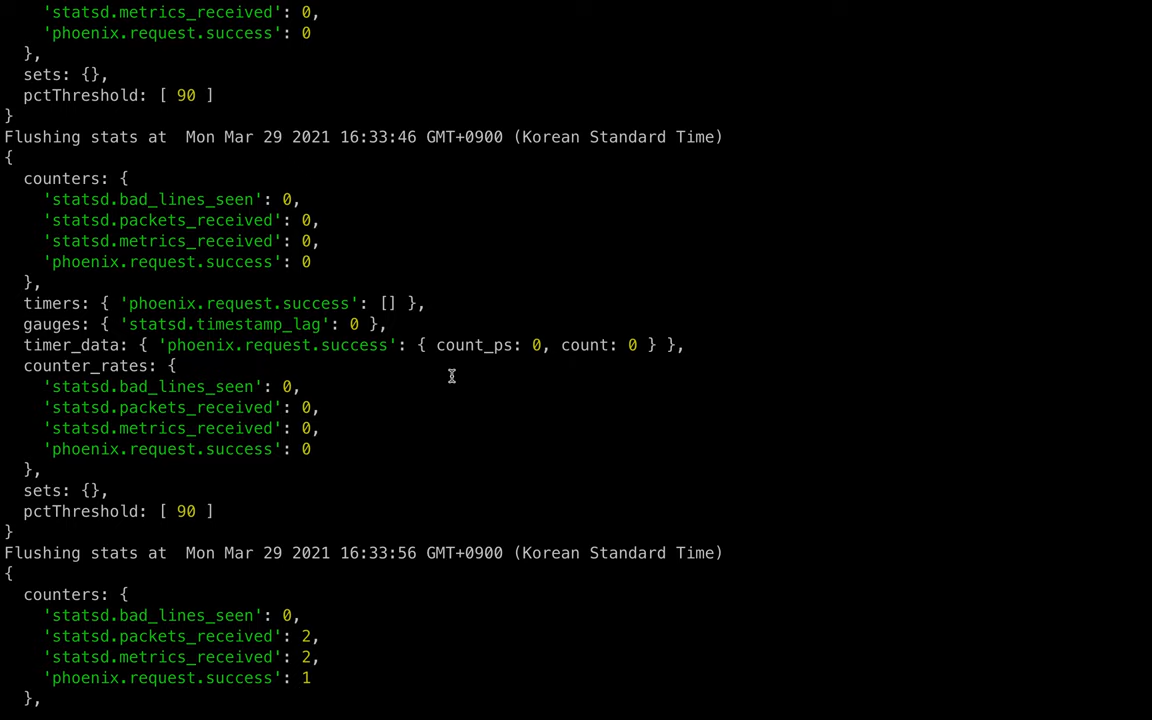 'statsd.metrics_received': 0,
    'phoenix.request.success': 0
  },
  sets: {},
  pctThreshold: [ 90 ]
}
Flushing stats at  Mon Mar 29 2021 16:33:46 GMT+0900 (Korean Standard Time)
{
  counters: {
    'statsd.bad_lines_seen': 0,
    'statsd.packets_received': 0,
    'statsd.metrics_received': 0,
    'phoenix.request.success': 0
  },
  timers: { 'phoenix.request.success': [] },
  gauges: { 'statsd.timestamp_lag': 0 },
  timer_data: { 'phoenix.request.success': { count_ps: 0, count: 0 } },
  counter_rates: {
    'statsd.bad_lines_seen': 0,
    'statsd.packets_received': 0,
    'statsd.metrics_received': 0,
    'phoenix.request.success': 0
  },
  sets: {},
  pctThreshold: [ 90 ]
}
Flushing stats at  Mon Mar 29 2021 16:33:56 GMT+0900 (Korean Standard Time)
{
  counters: {
    'statsd.bad_lines_seen': 0,
    'statsd.packets_received': 2,
    'statsd.metrics_received': 2,
    'phoenix.request.success': 1
  },